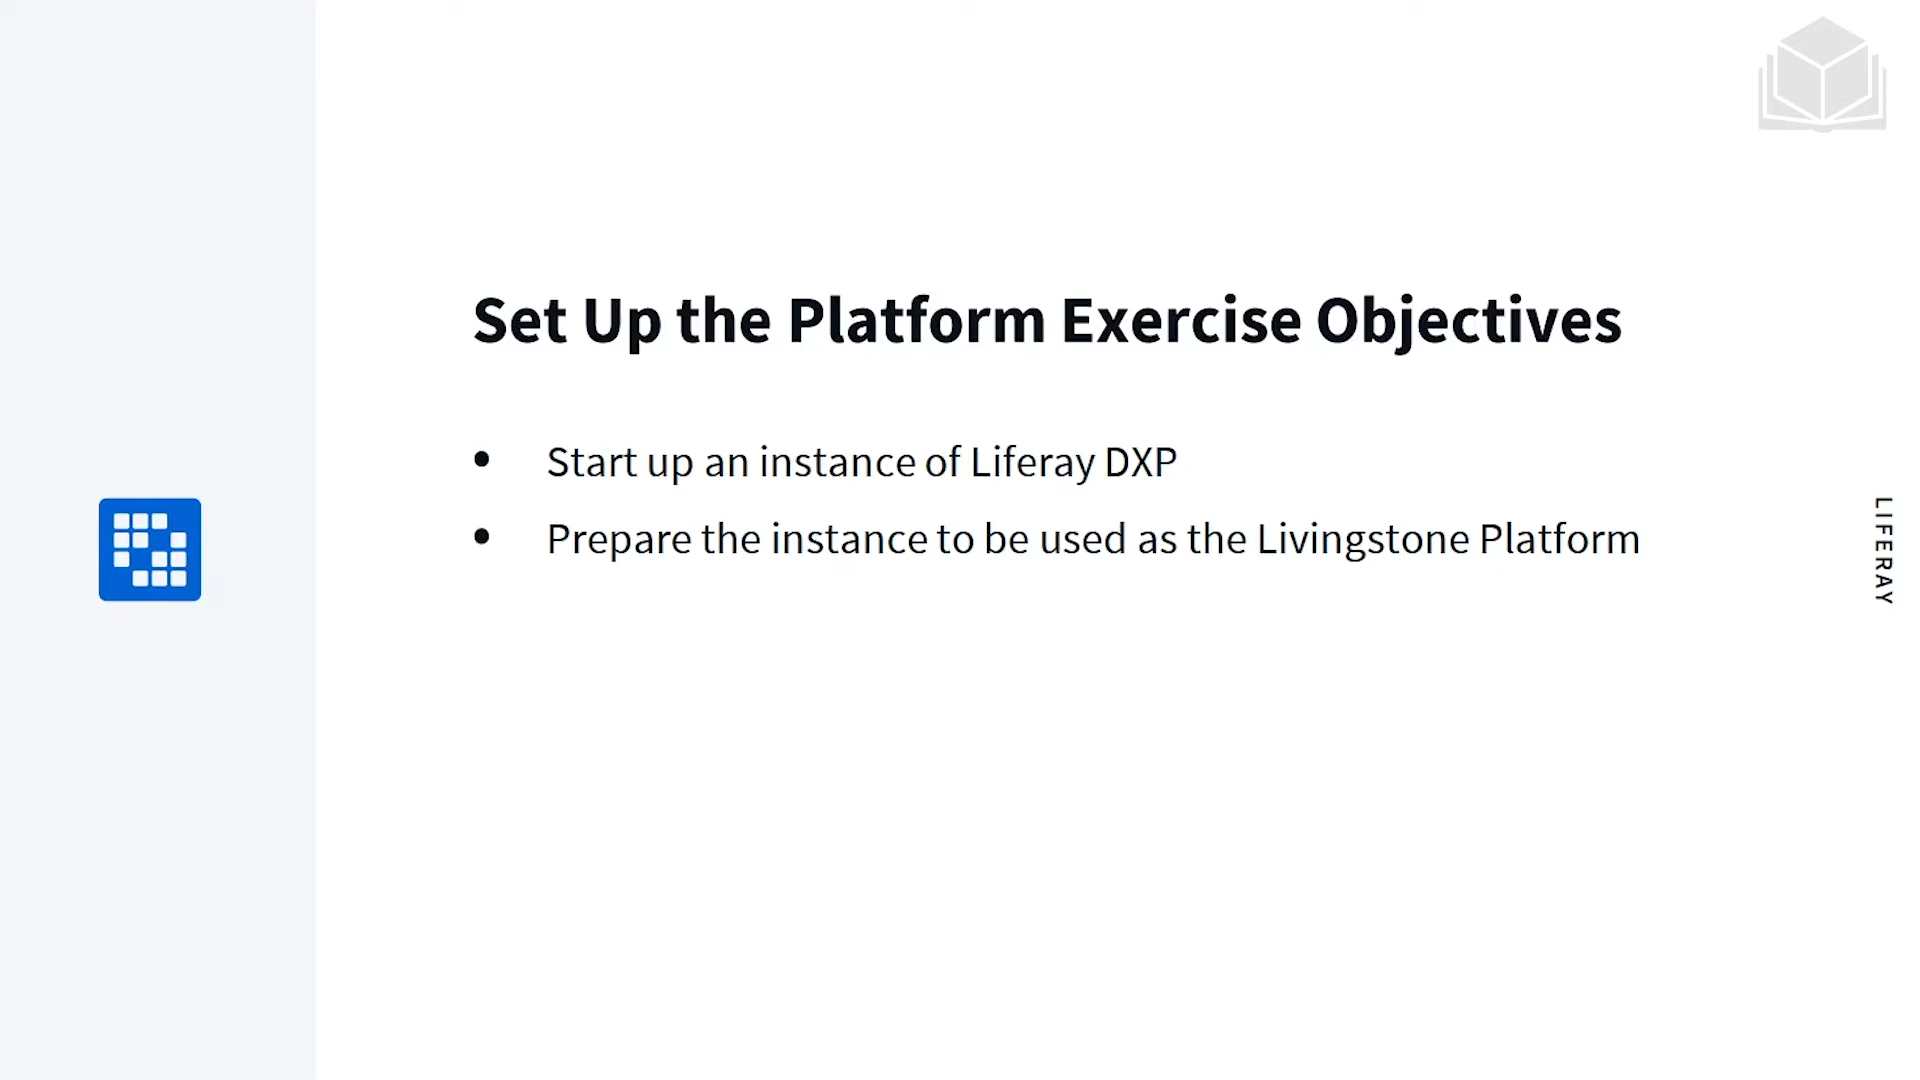 Set Up the Platform Exercise Objectives
• Start up an instance of Liferay DXP
• Prepare the instance to be used as the Livingstone Platform
LIFERAY